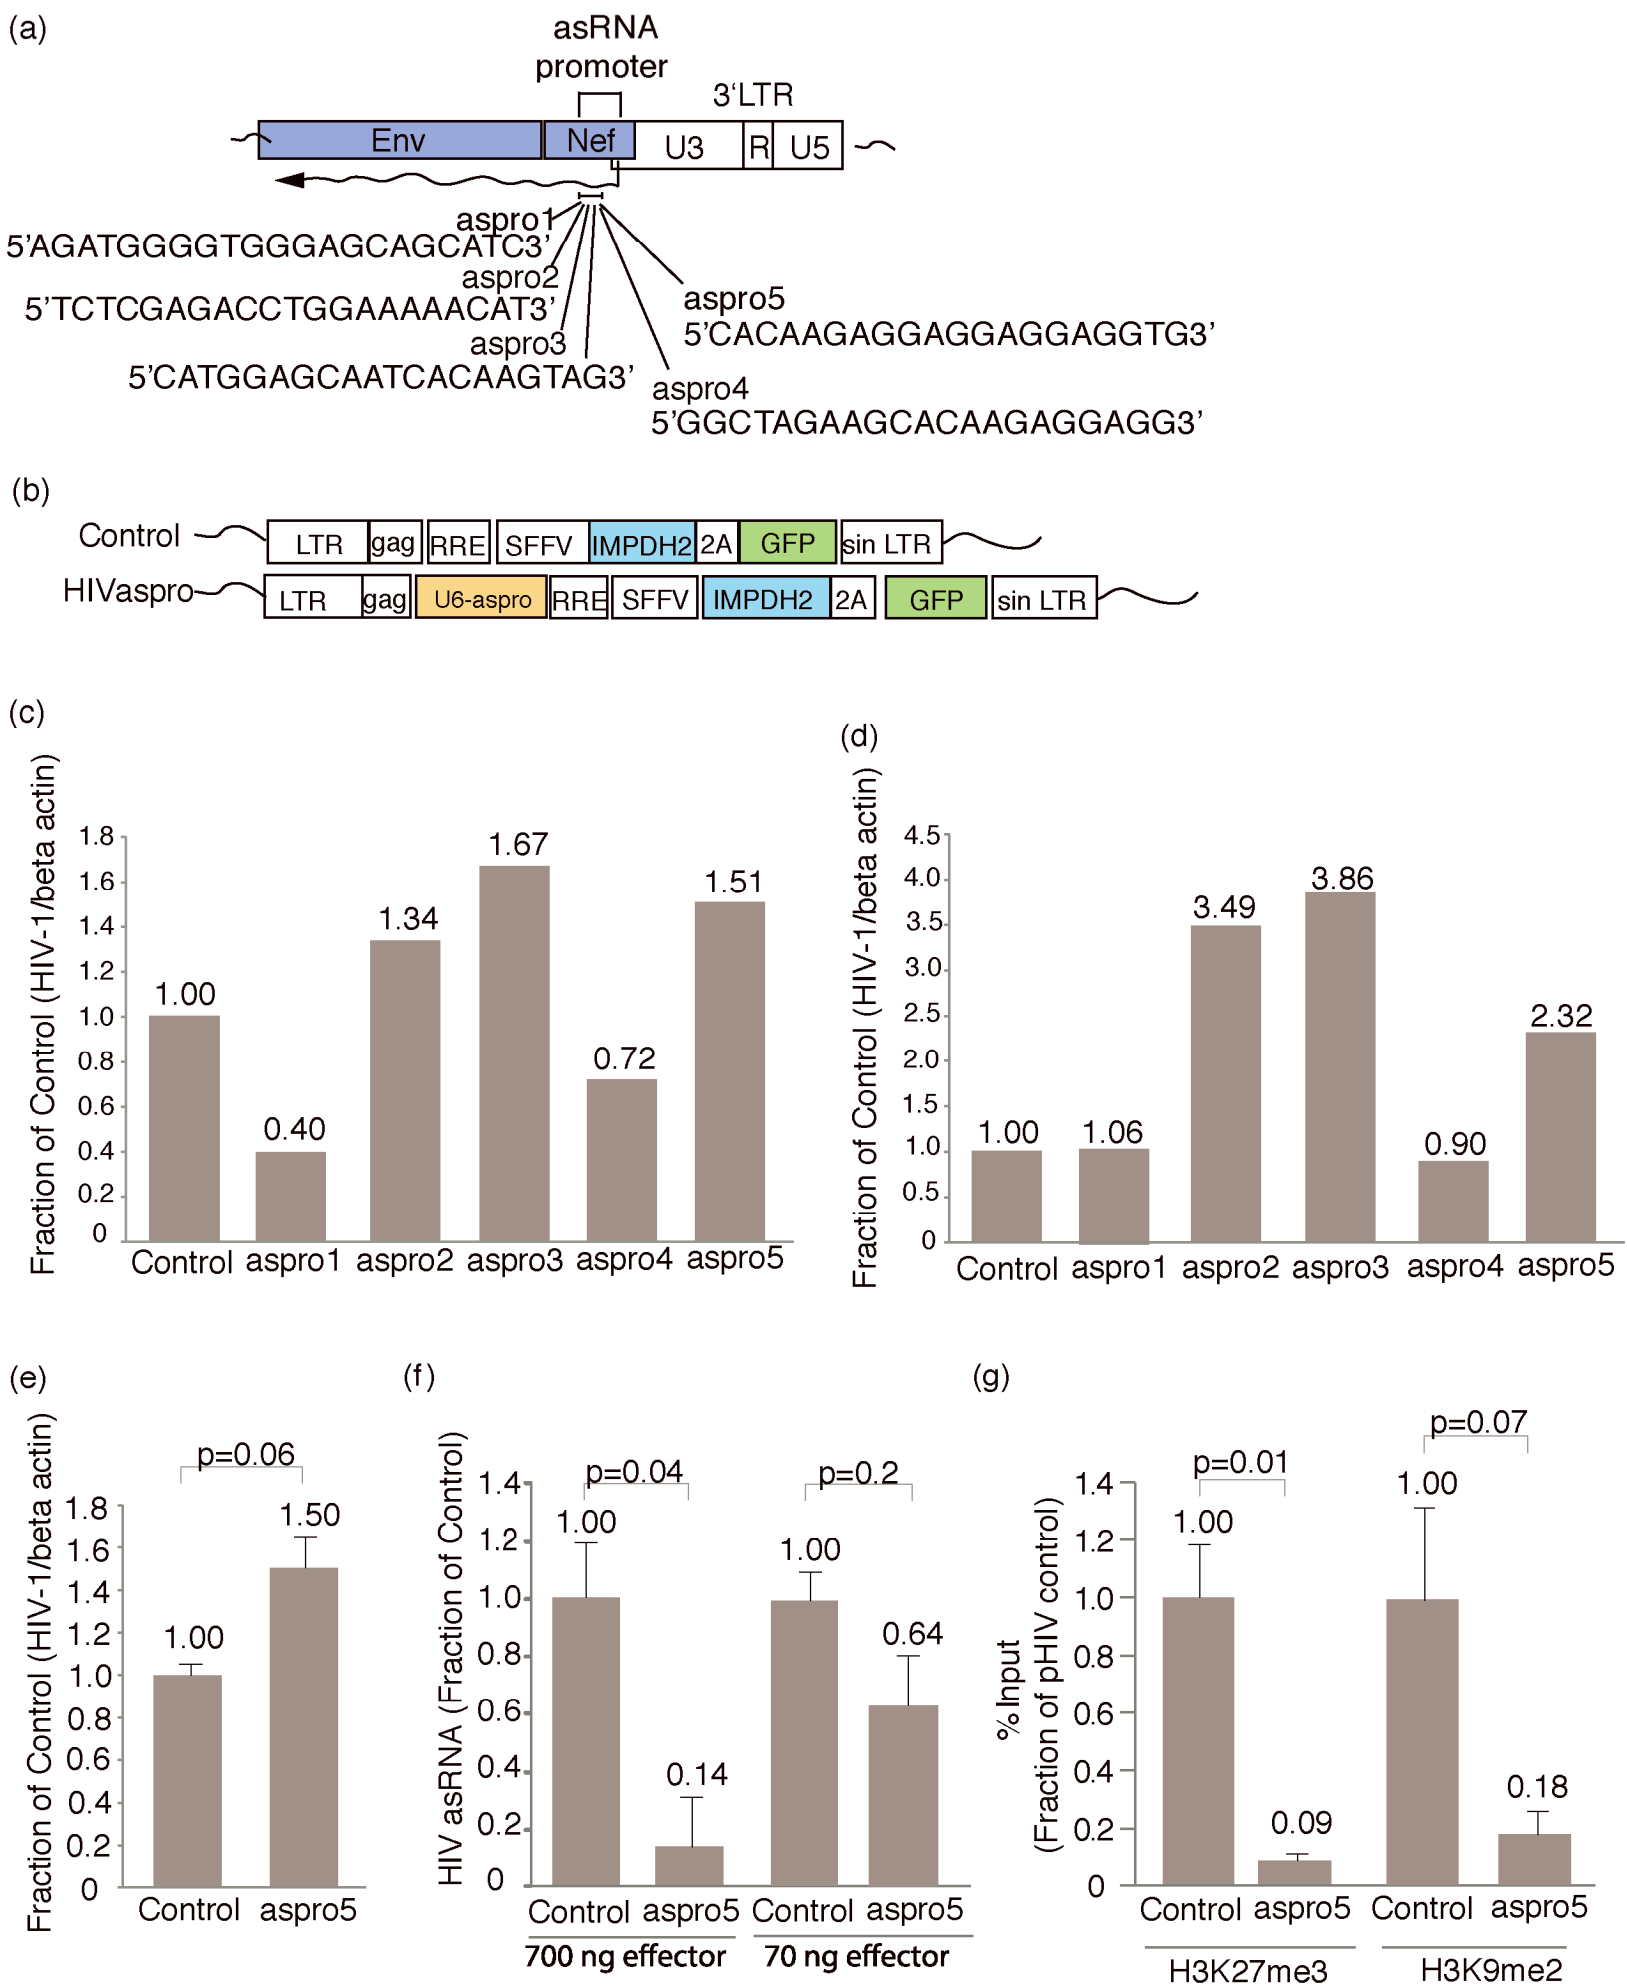 (a)
asRNA
promoter
3‘LTR
Env
Nef
U3
R
U5
aspro1
5’AGATGGGGTGGGAGCAGCATC3’
aspro2
5’TCTCGAGACCTGGAAAAACAT3’
aspro3
5’CATGGAGCAATCACAAGTAG3’
aspro5
5’CACAAGAGGAGGAGGAGGTG3’
aspro4
5’GGCTAGAAGCACAAGAGGAGG3’
(b)
Control
LTR
gag
RRE
SFFV
IMPDH2
2A
GFP
sin LTR
HIVaspro
LTR
gag
U6-aspro
RRE
SFFV
IMPDH2
2A
GFP
sin LTR
(c)
Fraction of Control (HIV-1/beta actin)
1.8
1.6
1.4
1.2
1.0
0.8
0.6
0.4
0.2
0
1.00
0.40
1.34
1.67
0.72
1.51
Control
aspro1
aspro2
aspro3
aspro4
aspro5
(d)
Fraction of Control (HIV-1/beta actin)
4.5
4.0
3.5
3.0
2.5
2.0
1.5
1.0
0.5
0
1.00
1.06
3.49
3.86
0.90
2.32
Control
aspro1
aspro2
aspro3
aspro4
aspro5
(e)
Fraction of Control (HIV-1/beta actin)
1.8
1.6
1.4
1.2
1.0
0.8
0.6
0.4
0.2
0
p=0.06
1.00
1.50
Control
aspro5
(f)
HIV asRNA (Fraction of Control)
1.4
1.2
1.0
0.8
0.6
0.4
0.2
0
p=0.04
1.00
0.14
p=0.2
1.00
0.64
Control
aspro5
Control
aspro5
700 ng effector
70 ng effector
(g)
% Input
(Fraction of pHIV control)
1.4
1.2
1.0
0.8
0.6
0.4
0.2
0
p=0.01
1.00
0.09
p=0.07
1.00
0.18
Control
aspro5
Control
aspro5
H3K27me3
H3K9me2